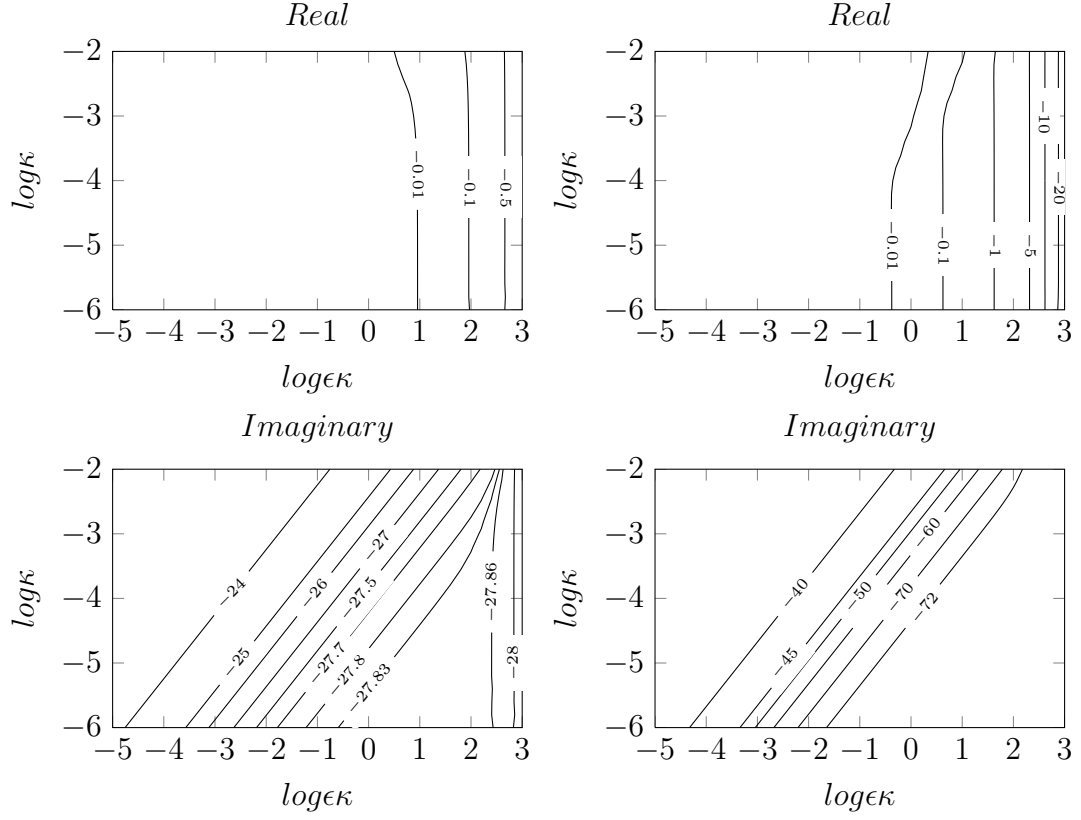 Real
Real
−2
−3
−4
−5
−6
logκ
−0.01
−0.1
−0.5
−5 −4 −3 −2 −1 0 1 2 3
logϵκ
−2
−3
−4
−5
−6
logκ
−0.01
−0.1
−1
−5
−10
−20
−5 −4 −3 −2 −1 0 1 2 3
logϵκ
Imaginary
Imaginary
−2
−3
−4
−5
−6
logκ
−24
−25
−26
−27
−27.5
−27.7
−27.8
−27.83
−27.86
−28
−5 −4 −3 −2 −1 0 1 2 3
logϵκ
−2
−3
−4
−5
−6
logκ
−40
−45
−50
−60
−70
−72
−5 −4 −3 −2 −1 0 1 2 3
logϵκ